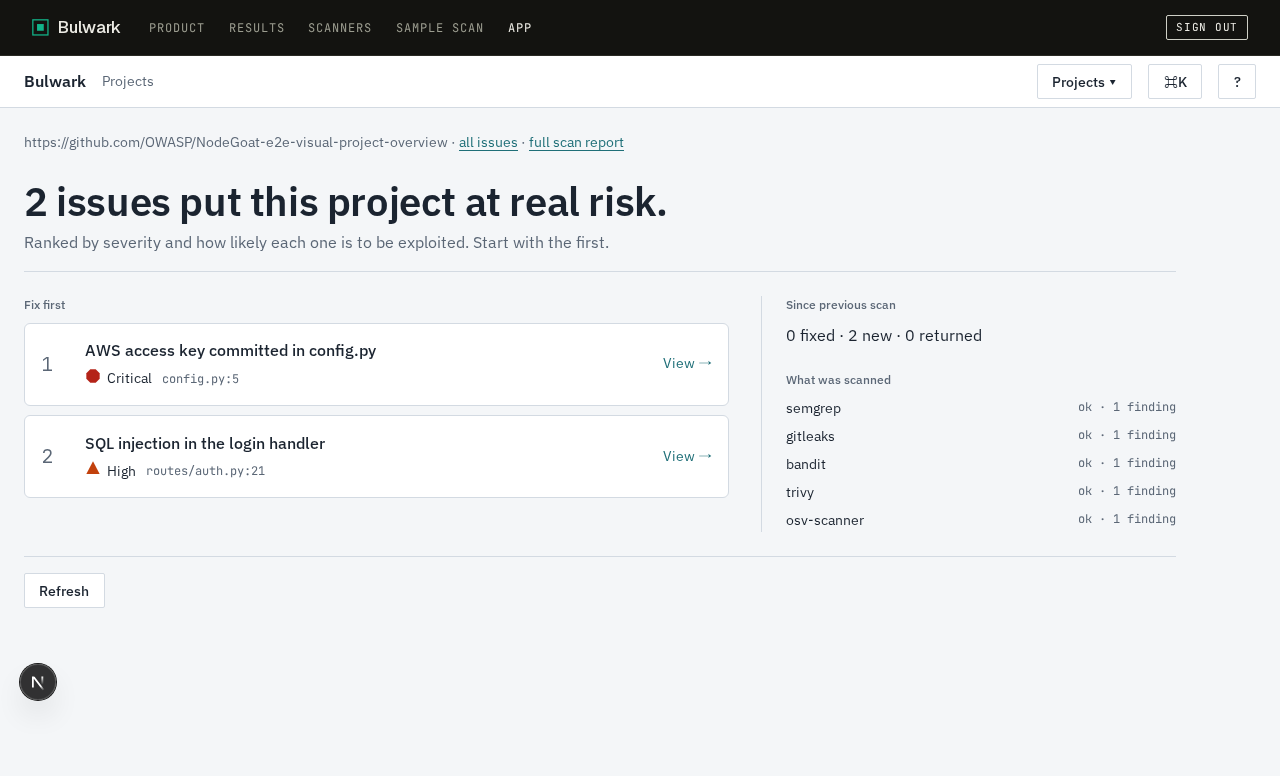 Bulwark PRODUCT RESULTS SCANNERS SAMPLE SCAN APP SIGN OUT
Bulwark Projects Projects ▾ ⌘K ?
https://github.com/OWASP/NodeGoat-e2e-visual-project-overview · all issues · full scan report
2 issues put this project at real risk.
Ranked by severity and how likely each one is to be exploited. Start with the first.
Fix first
1 AWS access key committed in config.py
Critical config.py:5
View →
2 SQL injection in the login handler
High routes/auth.py:21
View →
Since previous scan
0 fixed · 2 new · 0 returned
What was scanned
semgrep ok · 1 finding
gitleaks ok · 1 finding
bandit ok · 1 finding
trivy ok · 1 finding
osv-scanner ok · 1 finding
Refresh
N